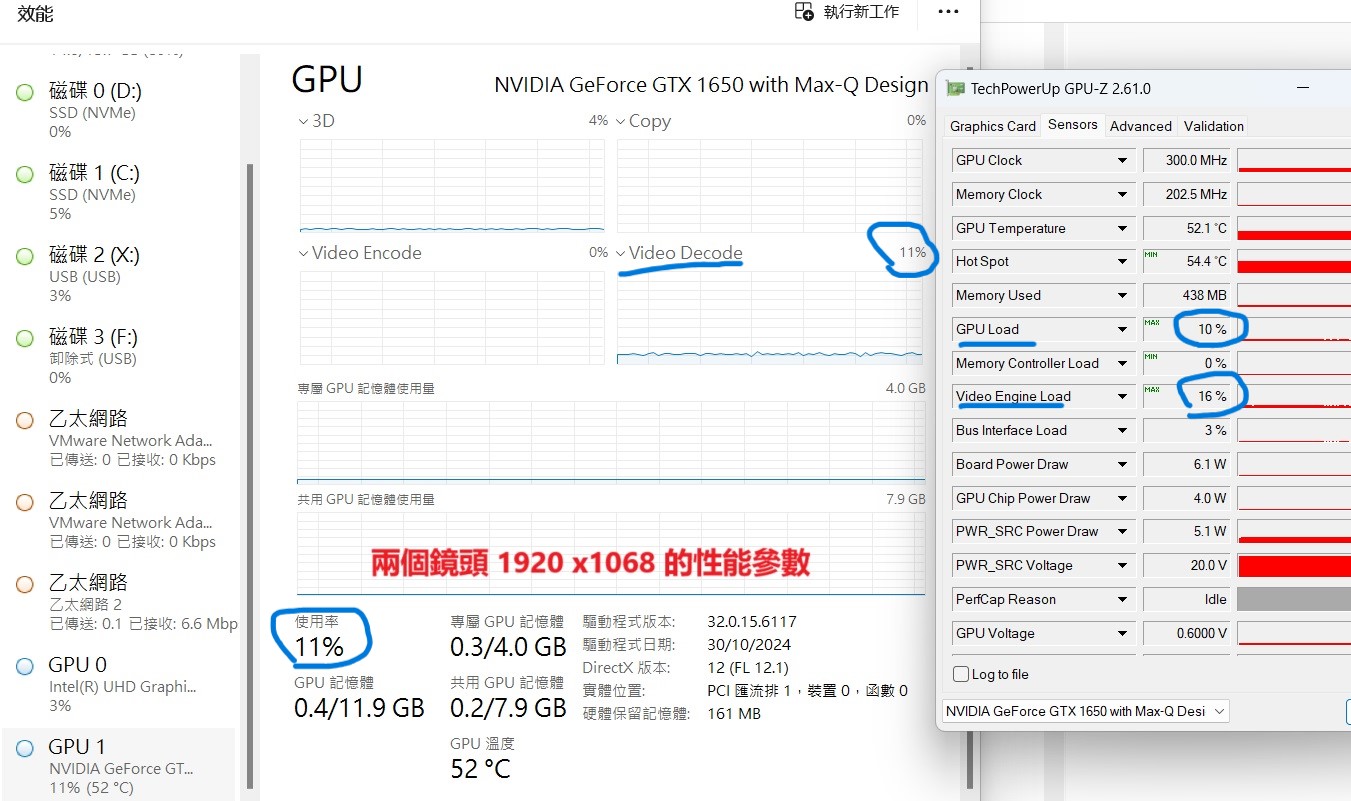 效能
執行新工作
磁碟 0 (D:)
SSD (NVMe)
0%
磁碟 1 (C:)
SSD (NVMe)
5%
磁碟 2 (X:)
USB (USB)
3%
磁碟 3 (F:)
卸除式 (USB)
0%
乙太網路
VMware Network Ada...
已傳送: 0 已接收: 0 Kbps
乙太網路
VMware Network Ada...
已傳送: 0 已接收: 0 Kbps
乙太網路
乙太網路 2
已傳送: 0.1 已接收: 6.6 Mbp
GPU 0
Intel(R) UHD Graphi...
3%
GPU 1
NVIDIA GeForce GT...
11% (52 °C)
GPU
NVIDIA GeForce GTX 1650 with Max-Q Design
3D 4%
Copy 0%
Video Encode 0%
Video Decode 11%
專屬 GPU 記憶體使用量 4.0 GB
共用 GPU 記憶體使用量 7.9 GB
兩個鏡頭 1920 x1068 的性能參數
使用率
11%
GPU 記憶體
0.4/11.9 GB
專屬 GPU 記憶體
0.3/4.0 GB
共用 GPU 記憶體
0.2/7.9 GB
GPU 溫度
52 °C
驅動程式版本: 32.0.15.6117
驅動程式日期: 30/10/2024
DirectX 版本: 12 (FL 12.1)
實體位置: PCI 匯流排 1，裝置 0，函數 0
硬體保留記憶體: 161 MB
TechPowerUp GPU-Z 2.61.0
Graphics Card Sensors Advanced Validation
GPU Clock 300.0 MHz
Memory Clock 202.5 MHz
GPU Temperature 52.1 °C
Hot Spot MIN 54.4 °C
Memory Used 438 MB
GPU Load MAX 10 %
Memory Controller Load MIN 0 %
Video Engine Load MAX 16 %
Bus Interface Load 3 %
Board Power Draw 6.1 W
GPU Chip Power Draw 4.0 W
PWR_SRC Power Draw 5.1 W
PWR_SRC Voltage 20.0 V
PerfCap Reason Idle
GPU Voltage 0.6000 V
Log to file
NVIDIA GeForce GTX 1650 with Max-Q Desi